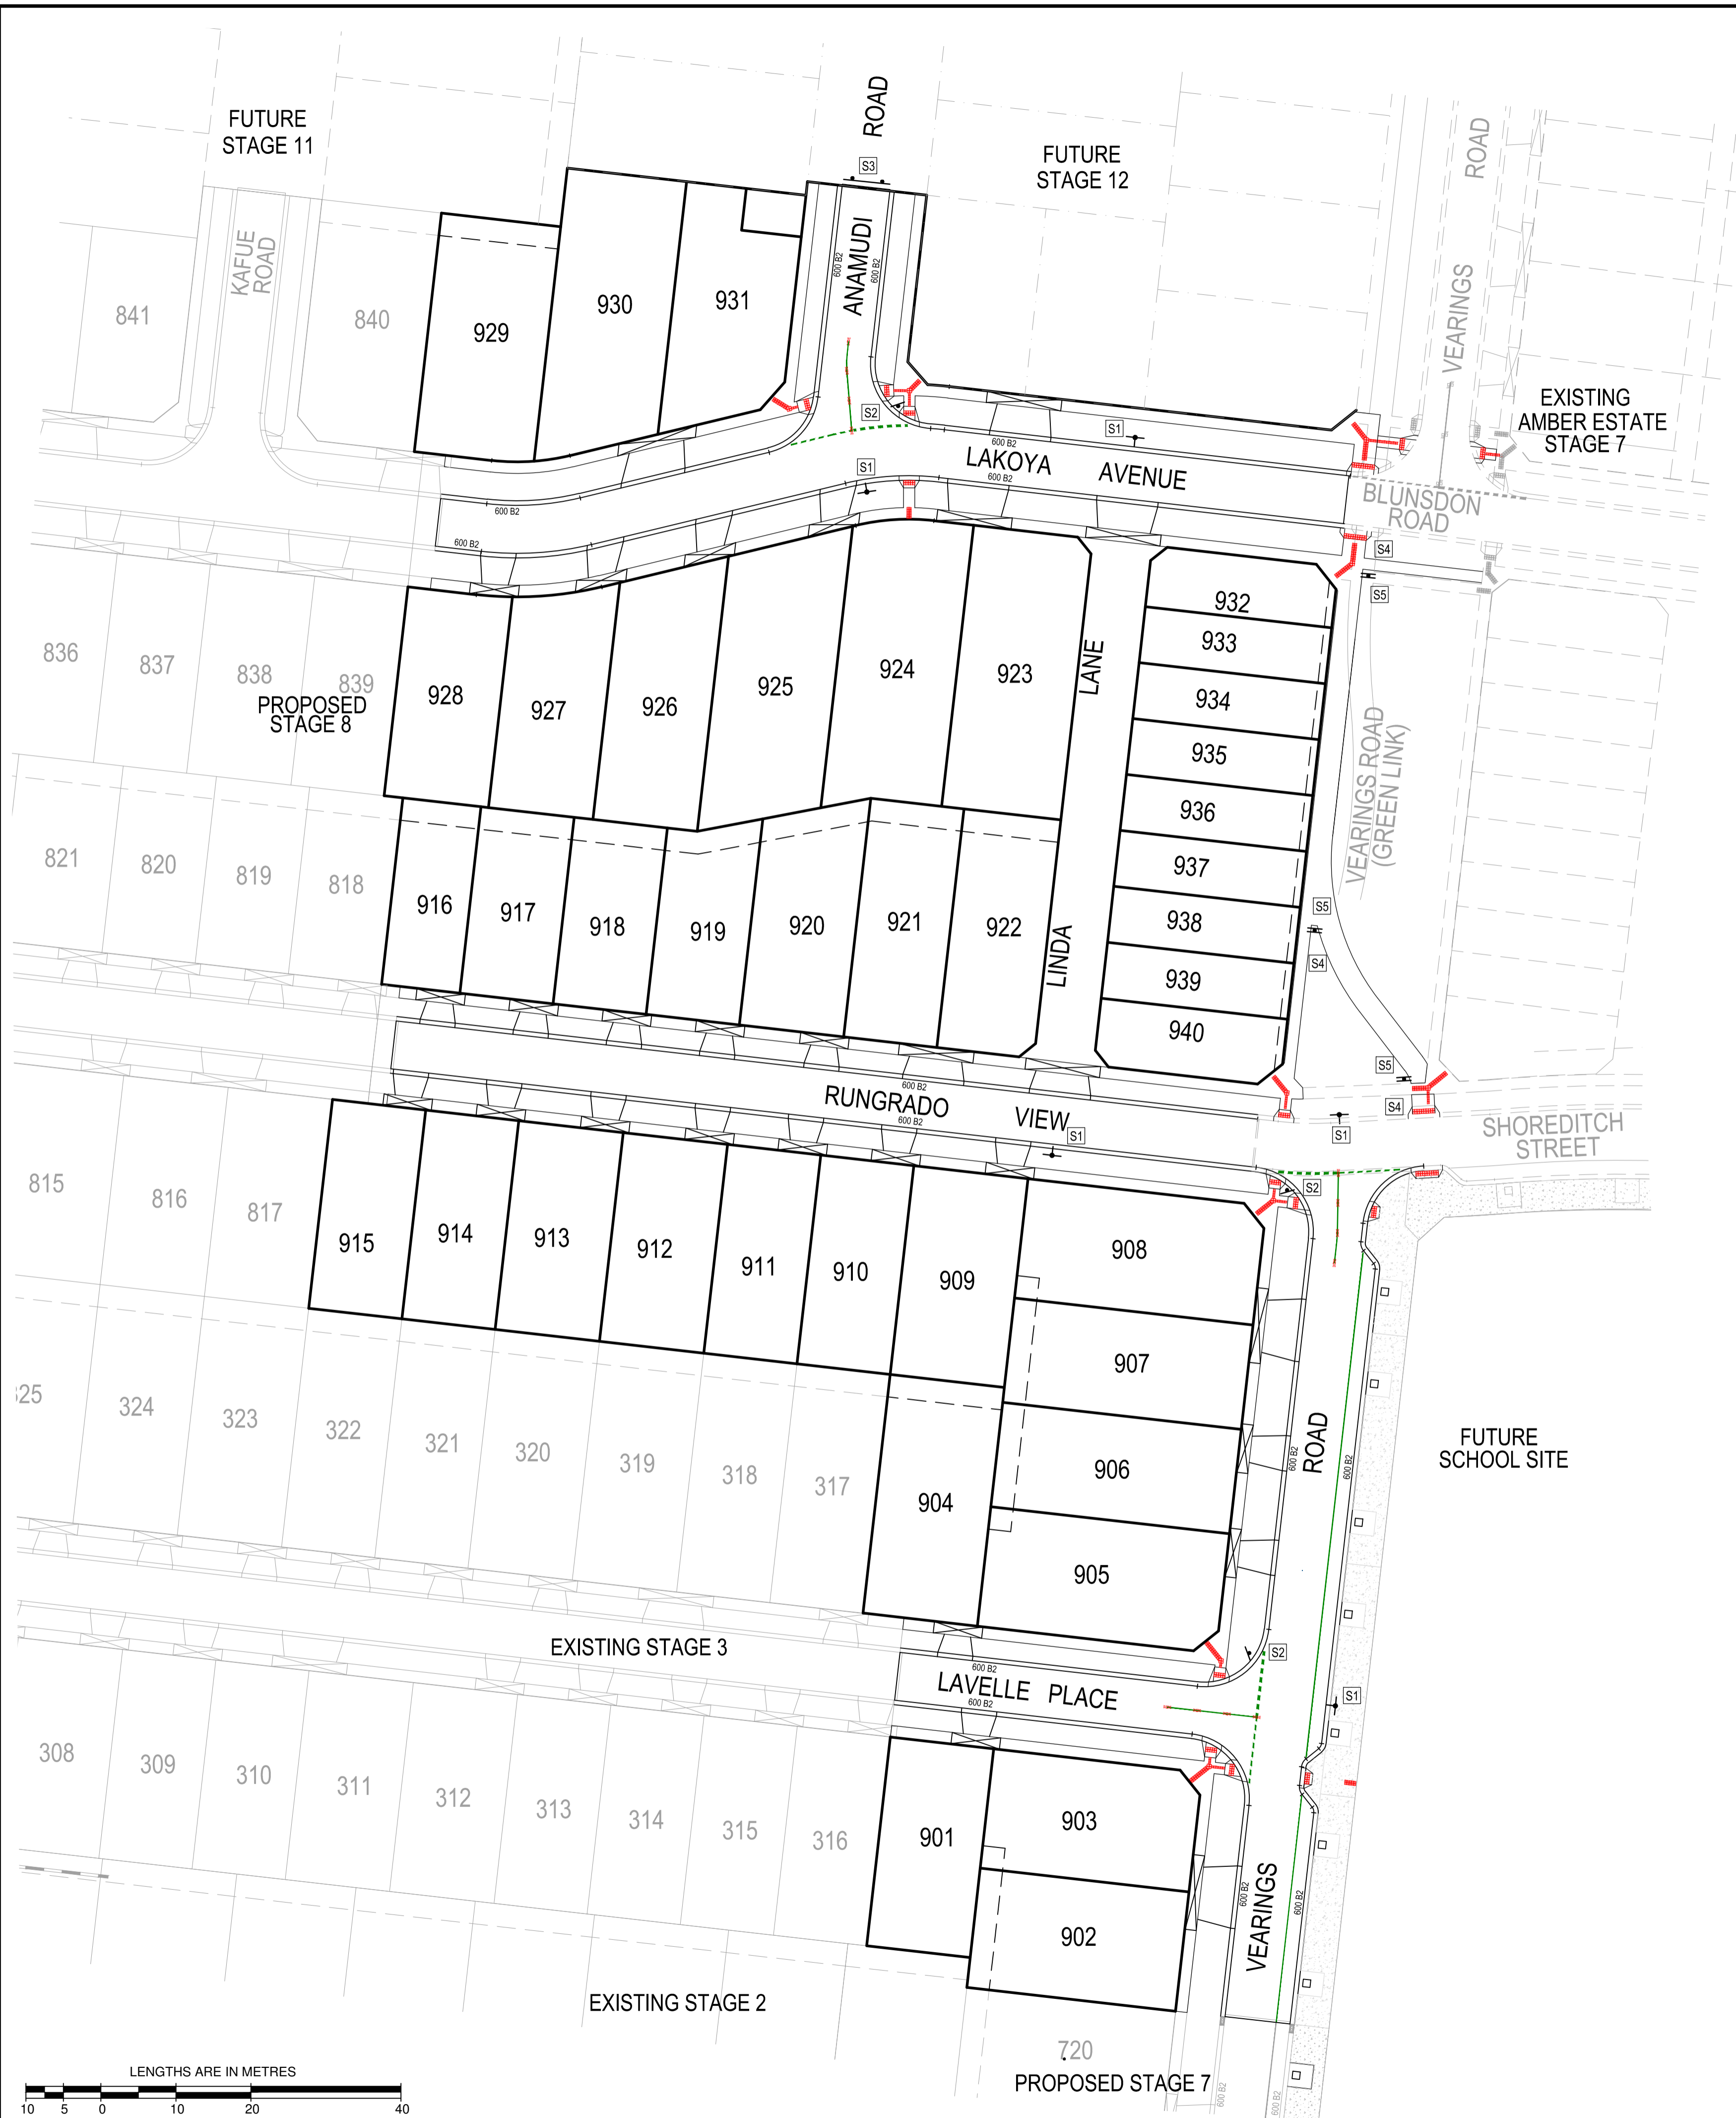 FUTURE
STAGE 11
ROAD
S3
FUTURE
STAGE 12
ROAD
VEARINGS
EXISTING
AMBER ESTATE
STAGE 7
KAFUE
ROAD
841
840
929
930
931
600 B2
600 B2
ANAMUDI
S2
S1
600 B2
LAKOYA AVENUE
600 B2
S1
BLUNSDON
ROAD
600 B2
600 B2
S4
S5
836
837
838
839
PROPOSED
STAGE 8
928
927
926
925
924
923
LANE
932
933
934
935
936
937
938
939
940
VEARINGS ROAD
(GREEN LINK)
821
820
819
818
916
917
918
919
920
921
922
LINDA
S5
S4
S5
S4
600 B2
RUNGRADO VIEW
600 B2
S1
S1
SHOREDITCH
STREET
S2
815
816
817
915
914
913
912
911
910
909
908
907
906
905
904
325
324
323
322
321
320
319
318
317
ROAD
600 B2
600 B2
FUTURE
SCHOOL SITE
EXISTING STAGE 3
600 B2
LAVELLE PLACE
600 B2
S2
S1
308
309
310
311
312
313
314
315
316
901
903
902
VEARINGS
600 B2
600 B2
EXISTING STAGE 2
720
PROPOSED STAGE 7
600 B2
600 B2
LENGTHS ARE IN METRES
10 5 0 10 20 40